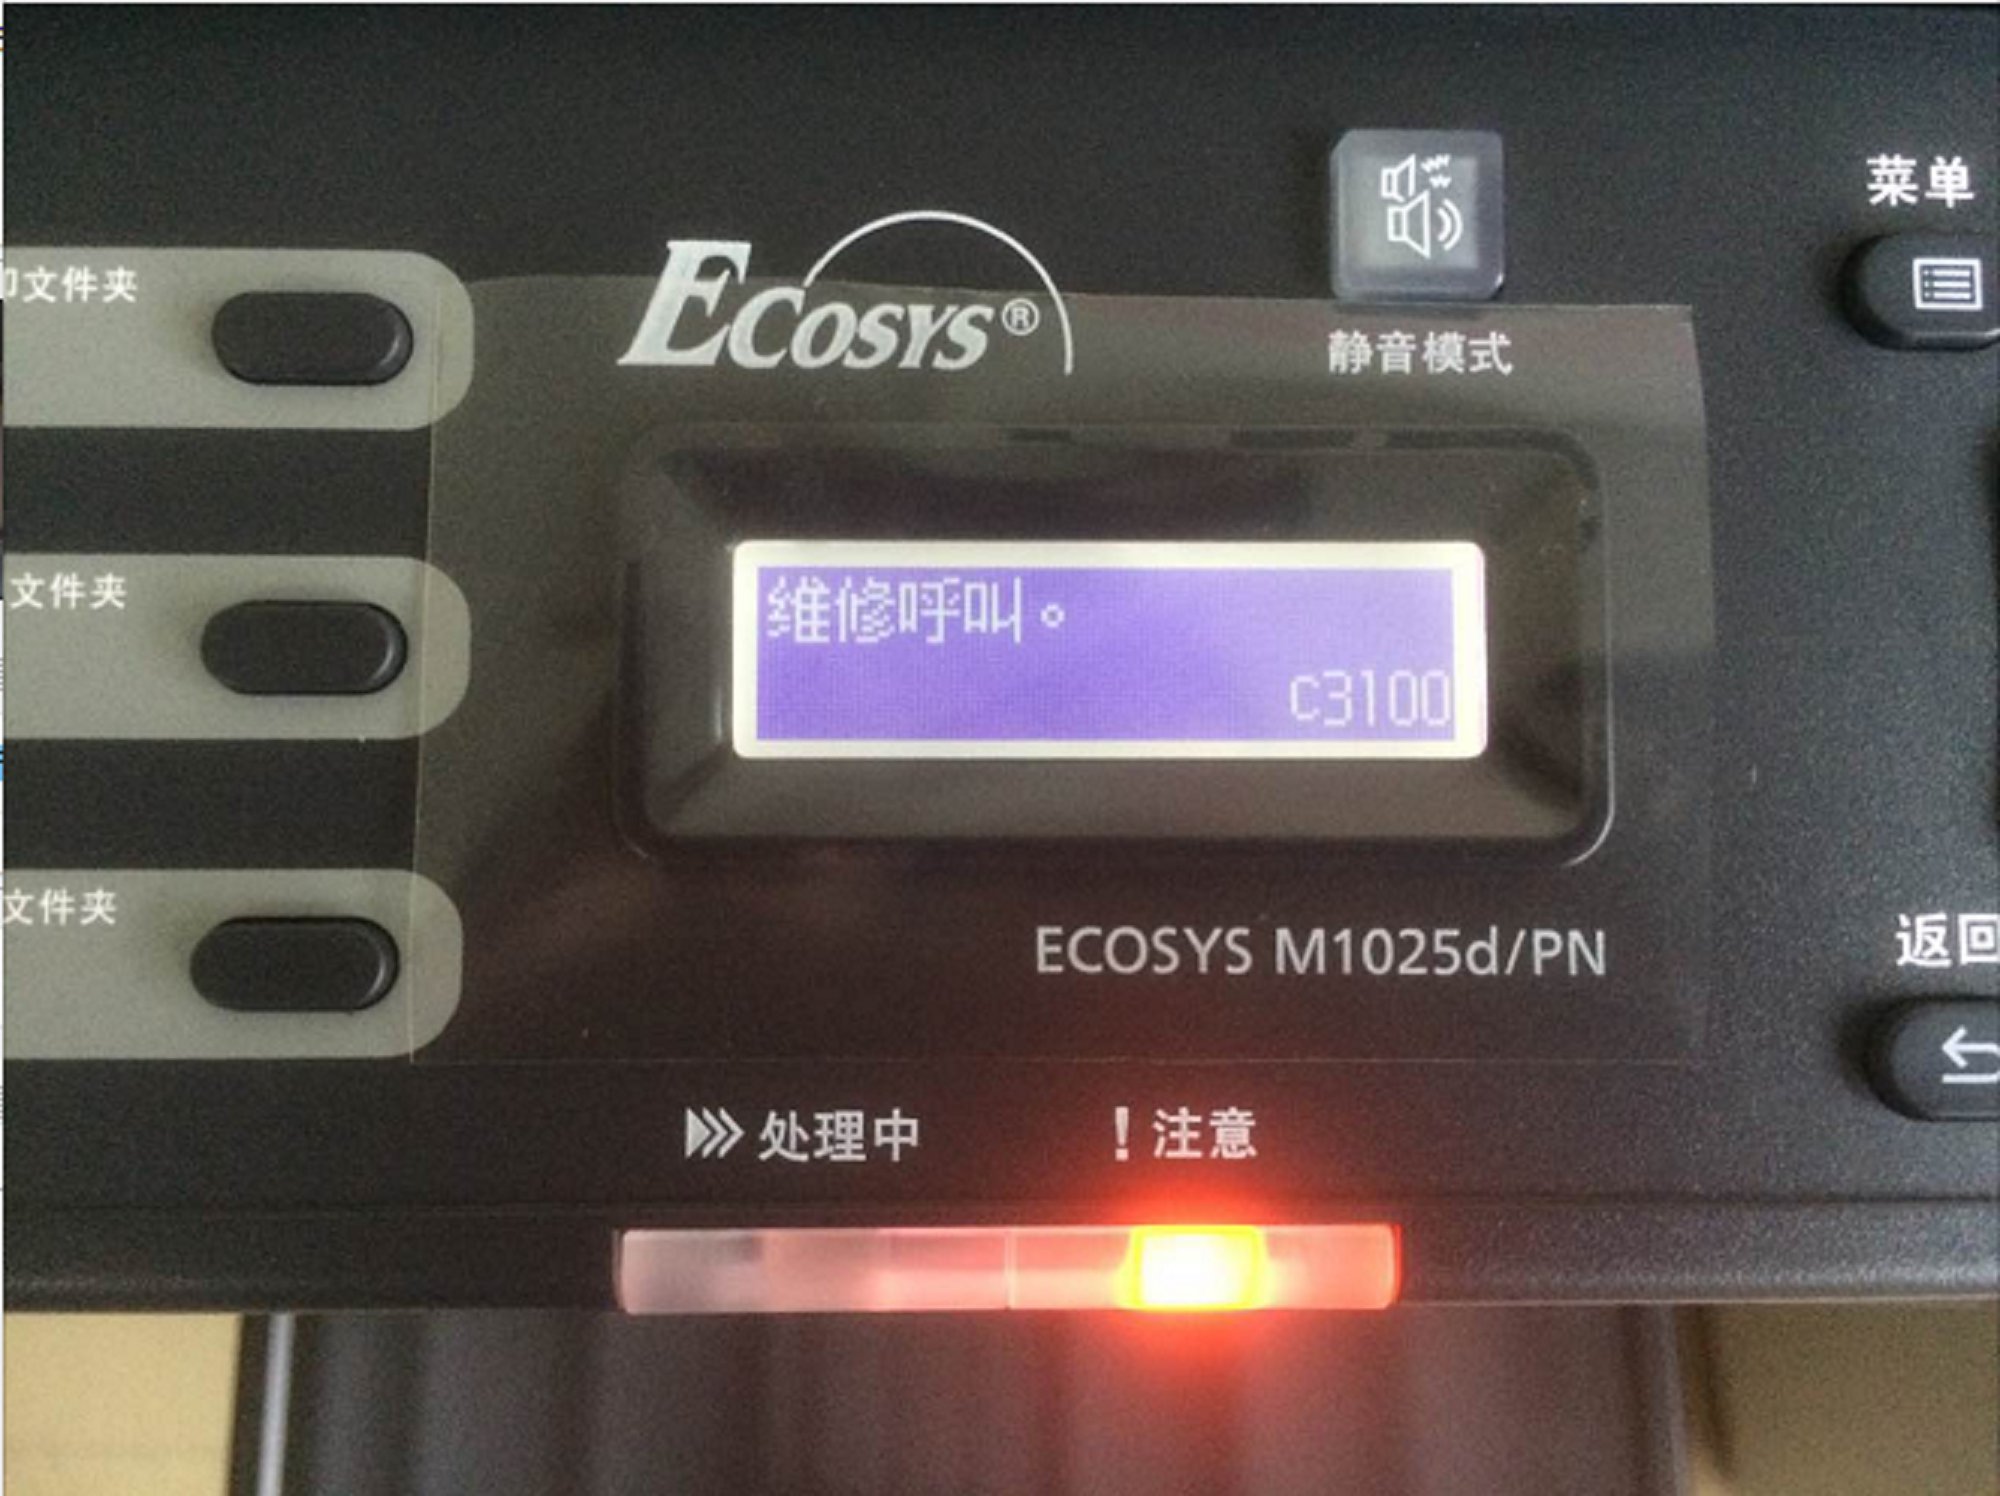 菜单
ECOSYS®
静音模式
文件夹
文件夹
文件夹
维修呼叫。
C3100
ECOSYS M1025d/PN
返回
处理中
!注意